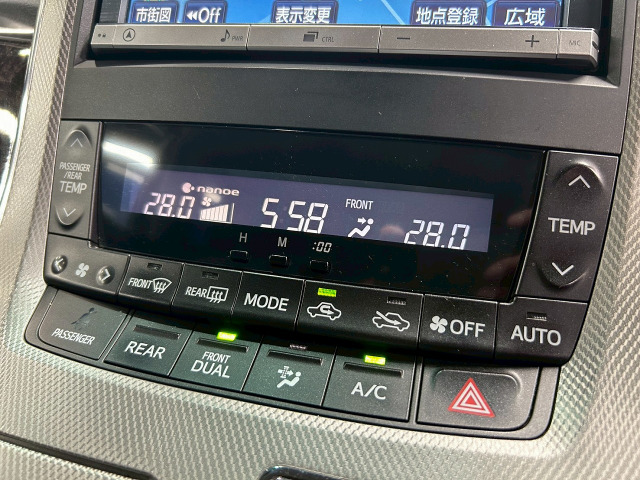 市街図 ◀◀Off 表示変更 地点登録 広域
PWR CTRL − + MIC
PASSENGER
/REAR
TEMP
nanoe
28.0 5:58 FRONT 28.0
TEMP
H M :00
FRONT REAR MODE OFF AUTO
PASSENGER REAR FRONT
DUAL A/C